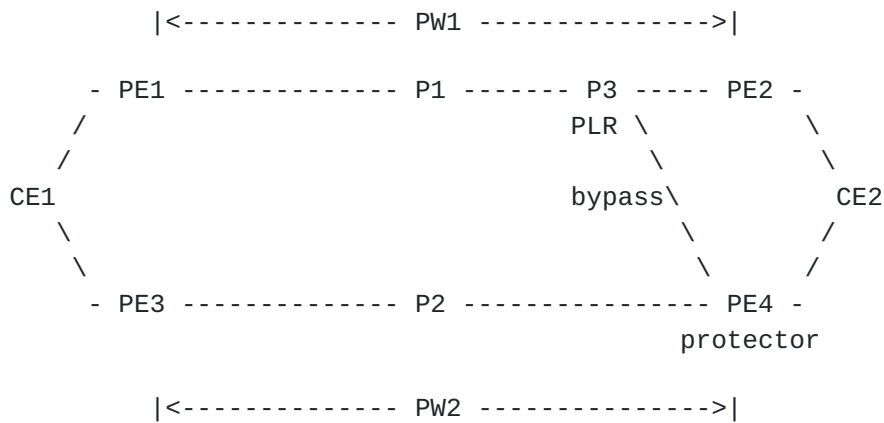 |<------------- PW1 -------------->|
- PE1 -------------- P1 ------- P3 ----- PE2 -
/ PLR \ \
/ \ \
CE1 bypass\ CE2
\ \ /
\ \ /
- PE3 ------------- P2 ---------------- PE4 -
protector
|<------------- PW2 -------------->|